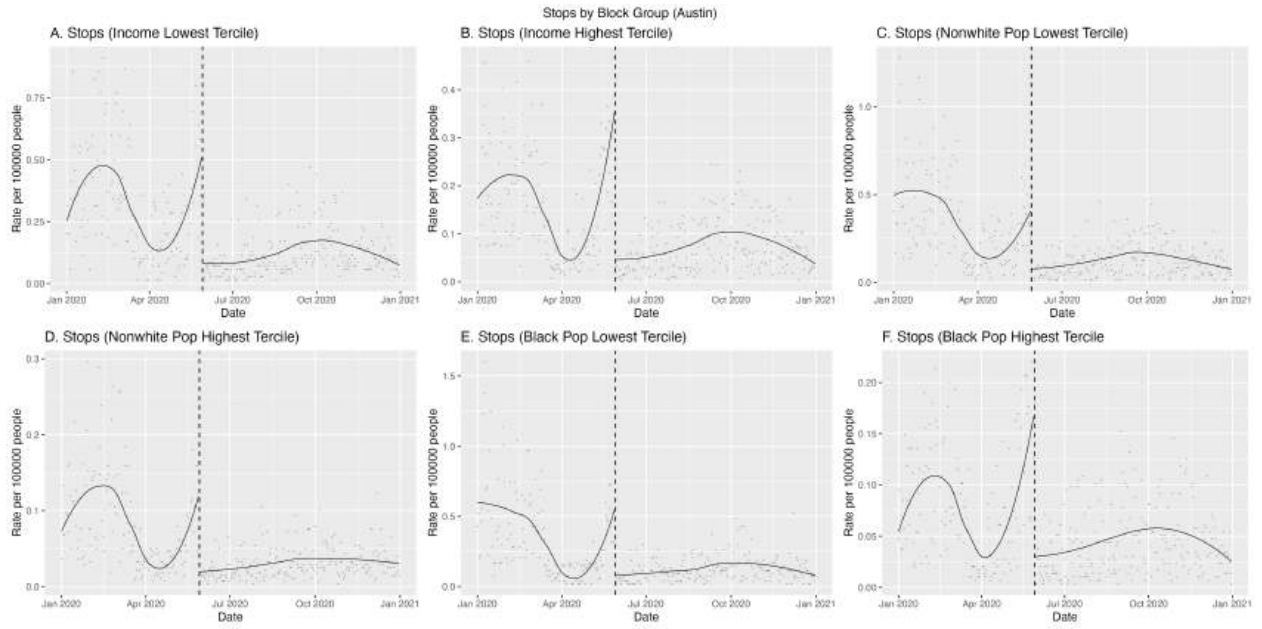 Stops by Block Group (Austin)
A. Stops (Income Lowest Tercile)
Rate per 100000 people
0.75
0.50
0.25
0.00
Jan 2020 Apr 2020 Jul 2020 Oct 2020 Jan 2021
Date
B. Stops (Income Highest Tercile)
Rate per 100000 people
0.4
0.3
0.2
0.1
0.0
Jan 2020 Apr 2020 Jul 2020 Oct 2020 Jan 2021
Date
C. Stops (Nonwhite Pop Lowest Tercile)
Rate per 100000 people
1.0
0.5
0.0
Jan 2020 Apr 2020 Jul 2020 Oct 2020 Jan 2021
Date
D. Stops (Nonwhite Pop Highest Tercile)
Rate per 100000 people
0.3
0.2
0.1
0.0
Jan 2020 Apr 2020 Jul 2020 Oct 2020 Jan 2021
Date
E. Stops (Black Pop Lowest Tercile)
Rate per 100000 people
1.5
1.0
0.5
0.0
Jan 2020 Apr 2020 Jul 2020 Oct 2020 Jan 2021
Date
F. Stops (Black Pop Highest Tercile
Rate per 100000 people
0.20
0.15
0.10
0.05
0.00
Jan 2020 Apr 2020 Jul 2020 Oct 2020 Jan 2021
Date